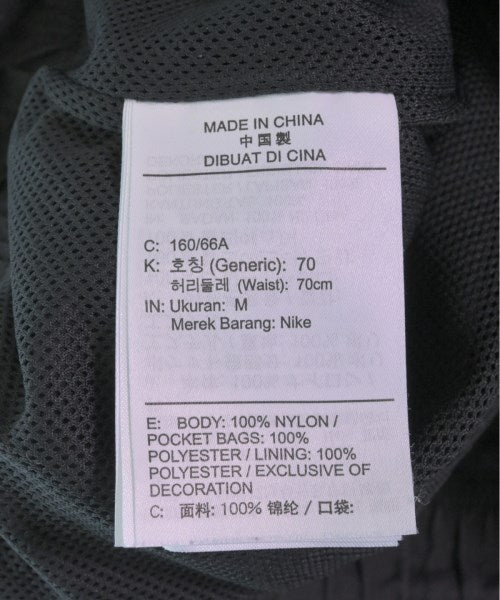 MADE IN CHINA
中国製
DIBUAT DI CINA
C: 160/66A
K: 호칭 (Generic): 70
허리둘레 (Waist): 70cm
IN: Ukuran: M
Merek Barang: Nike
E: BODY: 100% NYLON /
POCKET BAGS: 100%
POLYESTER / LINING: 100%
POLYESTER / EXCLUSIVE OF
DECORATION
C: 面料: 100% 锦纶 / 口袋: